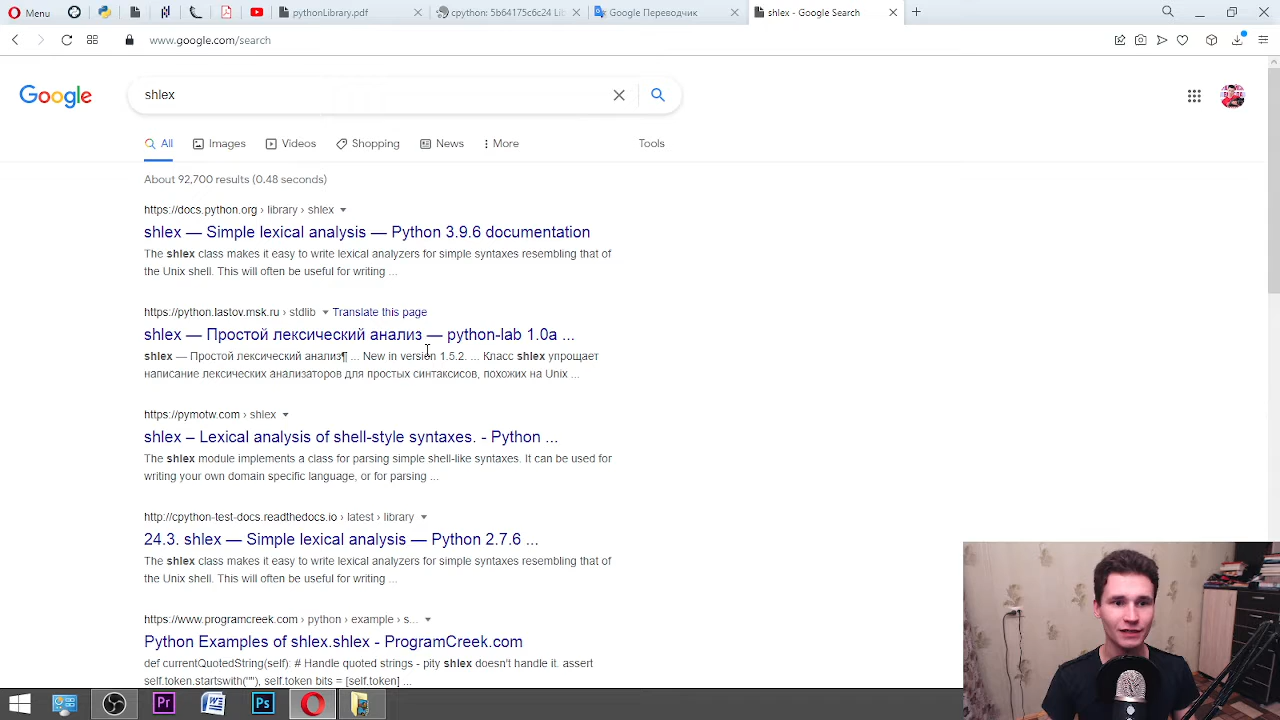 Menu
pythonLibrary.pdf
cpython: 5b64175c6c24 Lib
Google Переводчик
shlex - Google Search
www.google.com/search
Google
shlex
All
Images
Videos
Shopping
News
More
Tools
About 92,700 results (0.48 seconds)
https://docs.python.org › library › shlex
shlex — Simple lexical analysis — Python 3.9.6 documentation
The shlex class makes it easy to write lexical analyzers for simple syntaxes resembling that of
the Unix shell. This will often be useful for writing ...
https://python.lastov.msk.ru › stdlib Translate this page
shlex — Простой лексический анализ — python-lab 1.0a ...
shlex — Простой лексический анализ¶ ... New in version 1.5.2. ... Класс shlex упрощает
написание лексических анализаторов для простых синтаксисов, похожих на Unix ...
https://pymotw.com › shlex
shlex – Lexical analysis of shell-style syntaxes. - Python ...
The shlex module implements a class for parsing simple shell-like syntaxes. It can be used for
writing your own domain specific language, or for parsing ...
http://cpython-test-docs.readthedocs.io › latest › library
24.3. shlex — Simple lexical analysis — Python 2.7.6 ...
The shlex class makes it easy to write lexical analyzers for simple syntaxes resembling that of
the Unix shell. This will often be useful for writing ...
https://www.programcreek.com › python › example › s...
Python Examples of shlex.shlex - ProgramCreek.com
def currentQuotedString(self): # Handle quoted strings - pity shlex doesn't handle it. assert
self.token.startswith('"'), self.token bits = [self.token] ...
Pr
W
Ps